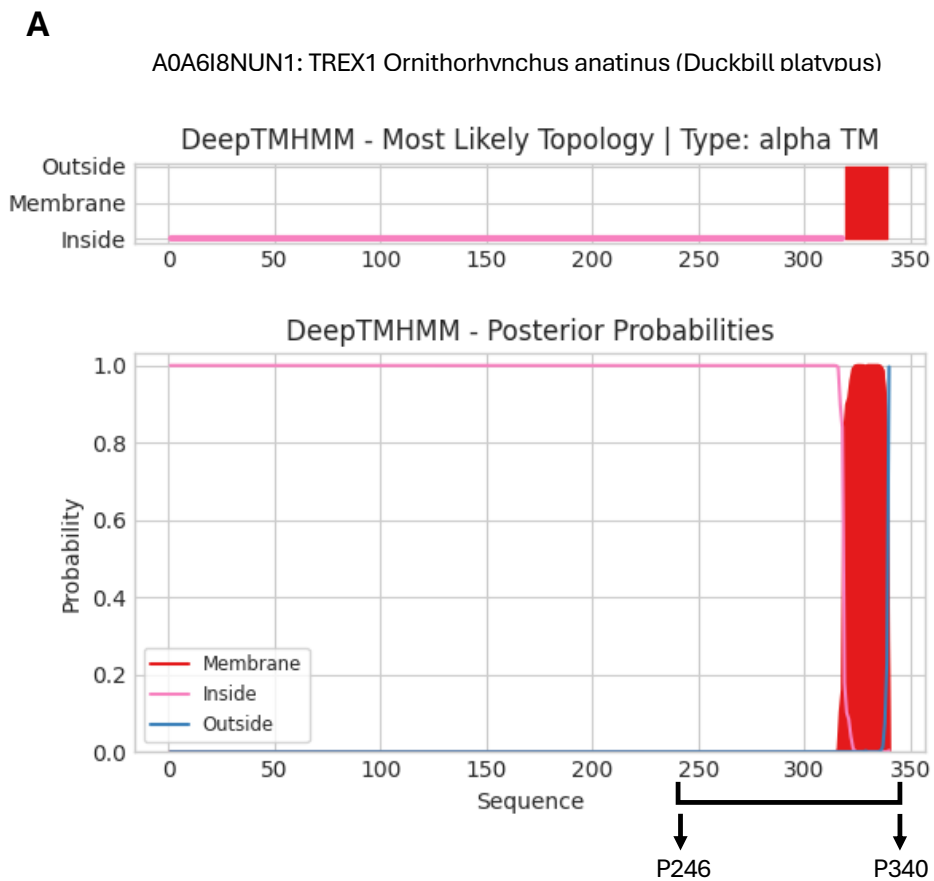 A
A0A6I8NUN1: TREX1 Ornithorhynchus anatinus (Duckbill platypus)
DeepTMHMM - Most Likely Topology | Type: alpha TM
Outside
Membrane
Inside
0 50 100 150 200 250 300 350
DeepTMHMM - Posterior Probabilities
1.0
0.8
0.6
0.4
0.2
0.0
Probability
Membrane
Inside
Outside
0 50 100 150 200 250 300 350
Sequence
P246 P340